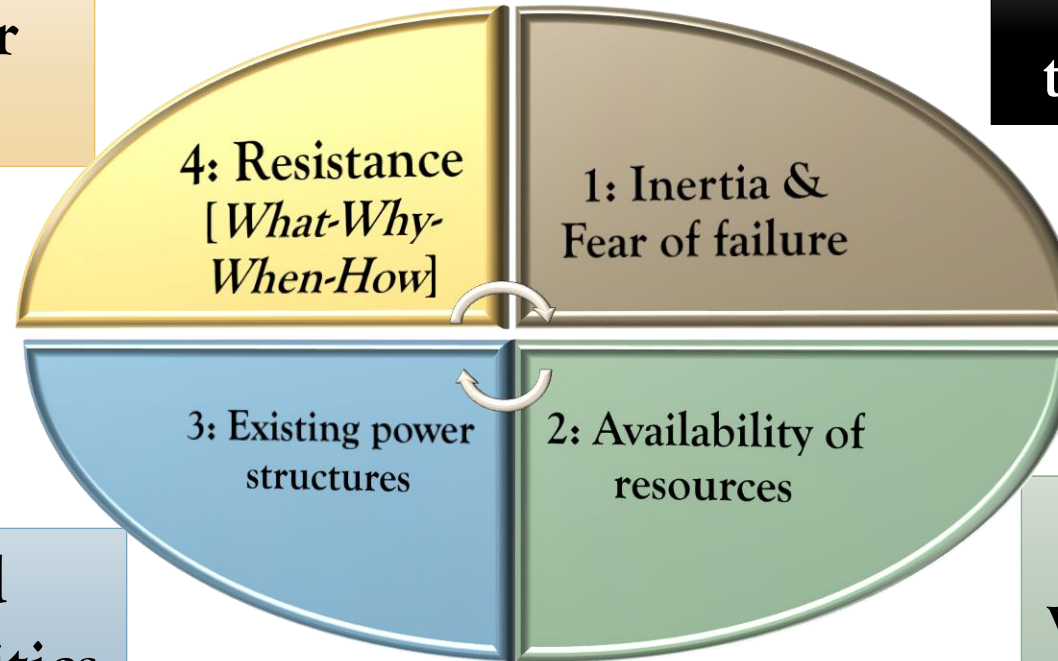 4: Resistance
[What-Why-
When-How]
1: Inertia &
Fear of failure
3: Existing power
structures
2: Availability of
resources